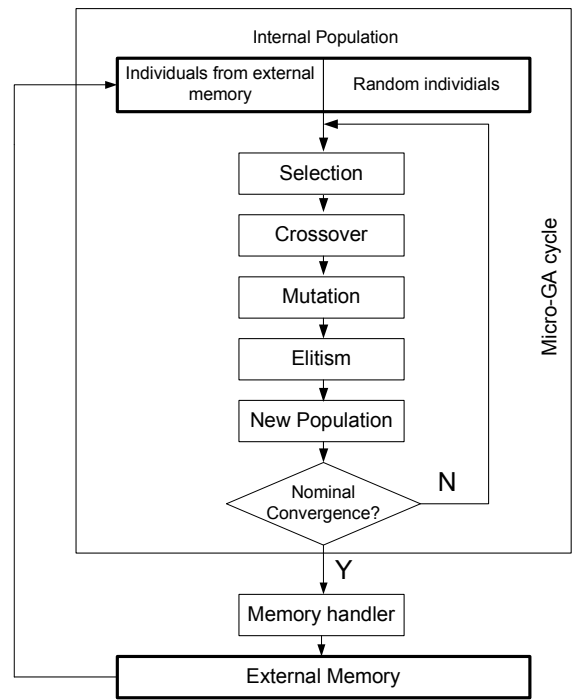 Internal Population
Individuals from external
memory
Random individials
Selection
Crossover
Mutation
Elitism
New Population
Nominal
Convergence?
N
Y
Micro-GA cycle
Memory handler
External Memory